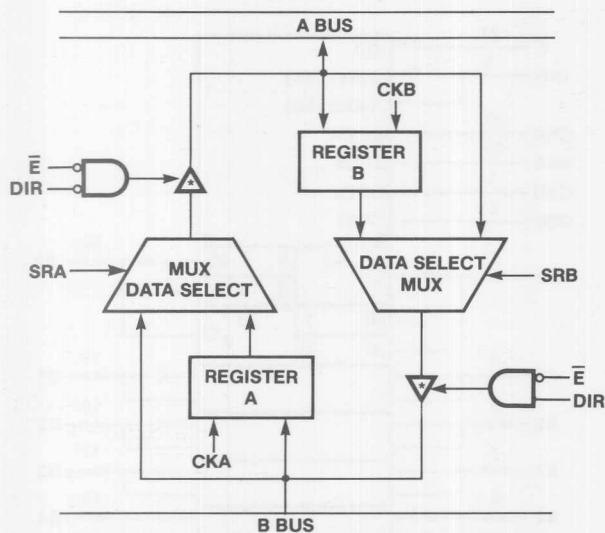 A BUS
CKB
REGISTER
B
E̅
DIR
*
SRA
MUX
DATA SELECT
DATA SELECT
MUX
SRB
REGISTER
A
*
E̅
DIR
CKA
B BUS